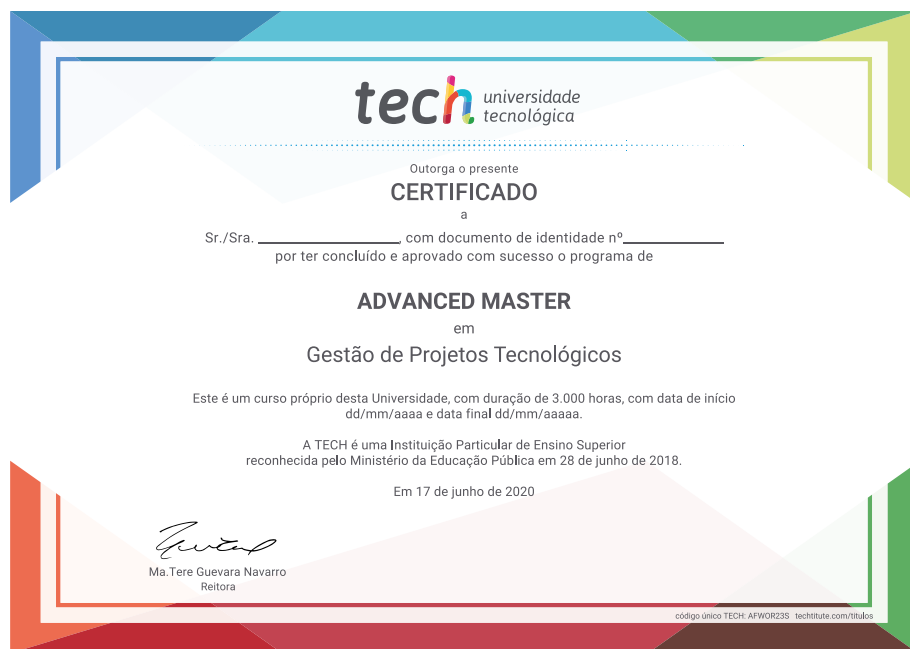 tech universidade
tecnológica
Outorga o presente
CERTIFICADO
a
Sr./Sra. ____________________, com documento de identidade nº______________
por ter concluído e aprovado com sucesso o programa de
ADVANCED MASTER
em
Gestão de Projetos Tecnológicos
Este é um curso próprio desta Universidade, com duração de 3.000 horas, com data de início
dd/mm/aaaa e data final dd/mm/aaaaa.
A TECH é uma Instituição Particular de Ensino Superior
reconhecida pelo Ministério da Educação Pública em 28 de junho de 2018.
Em 17 de junho de 2020
Ma.Tere Guevara Navarro
Reitora
código único TECH: AFWOR23S techtitute.com/títulos